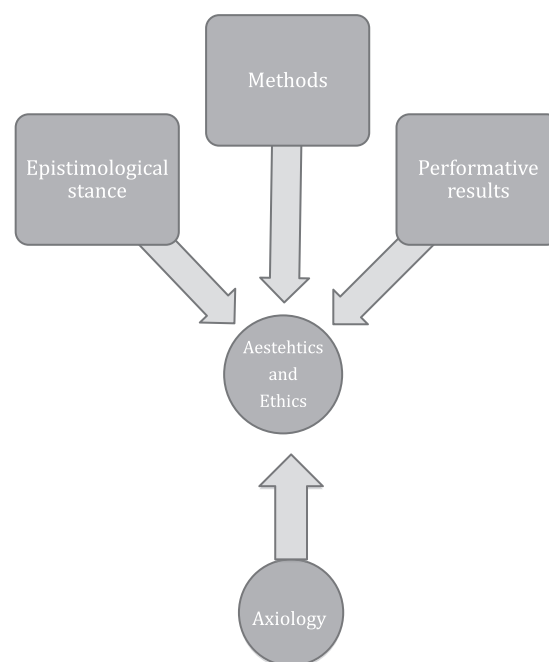 Methods
Epistimological
stance
Performative
results
Aestehtics
and
Ethics
Axiology